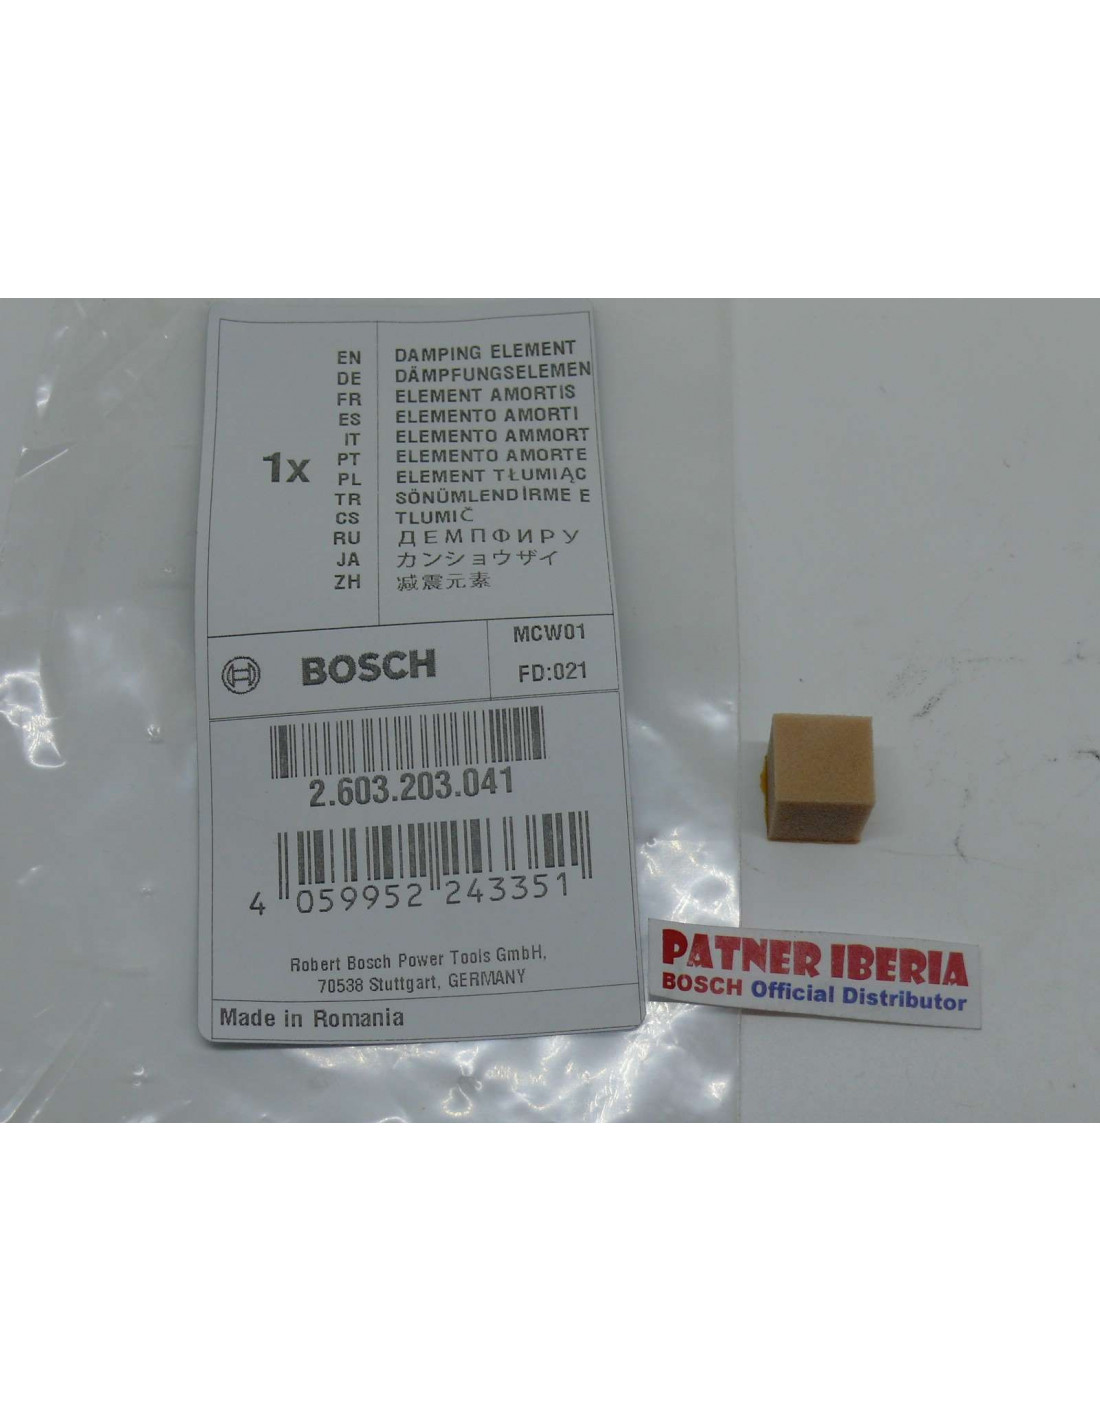 1x
EN DAMPING ELEMENT
DE DÄMPFUNGSELEMEN
FR ELEMENT AMORTIS
ES ELEMENTO AMORTI
IT ELEMENTO AMMORT
PT ELEMENTO AMORTE
PL ELEMENT TŁUMIĄC
TR SÖNÜMLENDİRME E
CS TLUMIČ
RU ДЕМПФИРУ
JA カンショウザイ
ZH 减震元素
BOSCH
MCW01
FD:021
2.603.203.041
4 059952 243351
Robert Bosch Power Tools GmbH,
70538 Stuttgart, GERMANY
Made in Romania
PATNER IBERIA
BOSCH Official Distributor